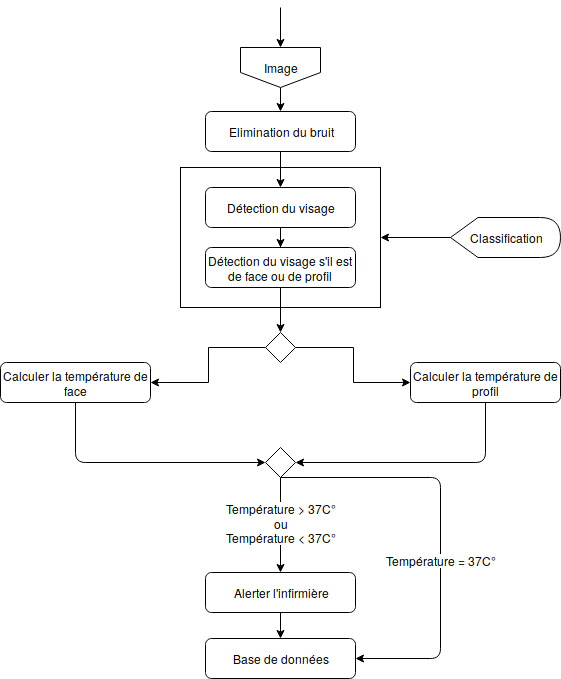 Image
Elimination du bruit
Détection du visage
Classification
Détection du visage s'il est
de face ou de profil
Calculer la température de
face
Calculer la température de
profil
Température > 37C°
ou
Température < 37C°
Température = 37C°
Alerter l'infirmière
Base de données